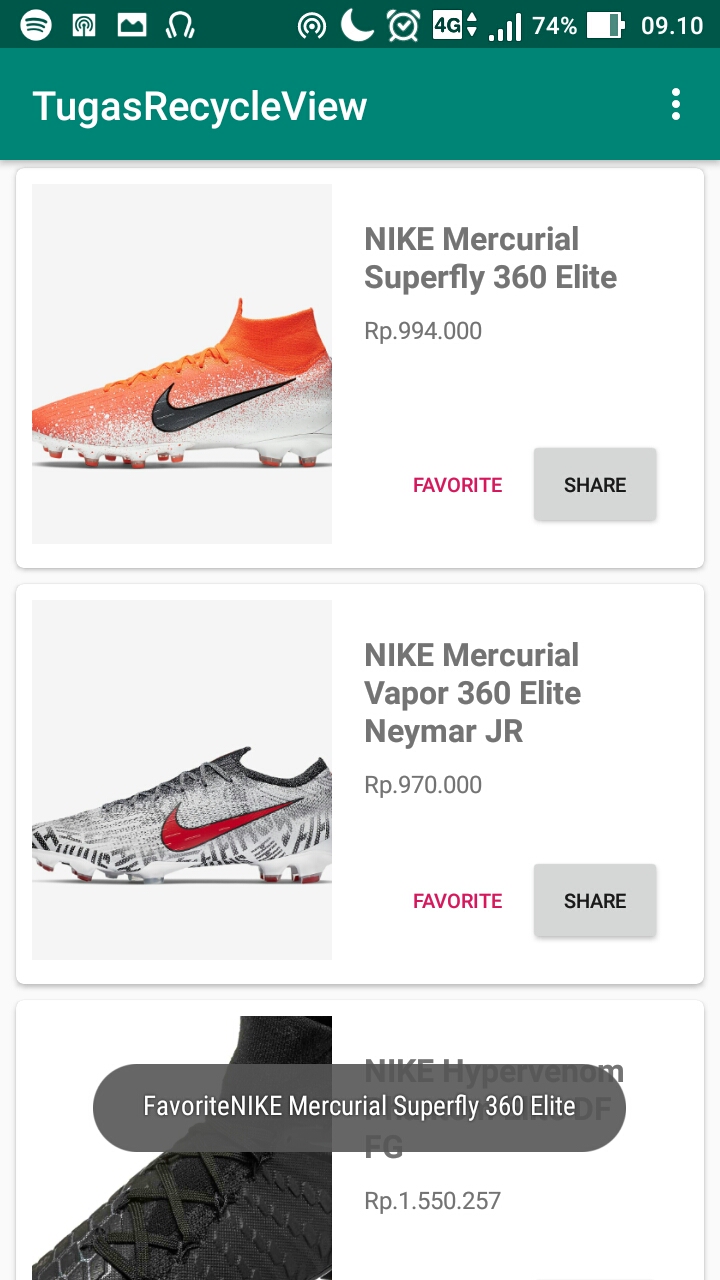 4G
74%
09.10
TugasRecycleView
NIKE Mercurial
Superfly 360 Elite
Rp.994.000
FAVORITE
SHARE
NIKE Mercurial
Vapor 360 Elite
Neymar JR
Rp.970.000
FAVORITE
SHARE
NIKE Hypervenom
DF
FG
FavoriteNIKE Mercurial Superfly 360 Elite
Rp.1.550.257